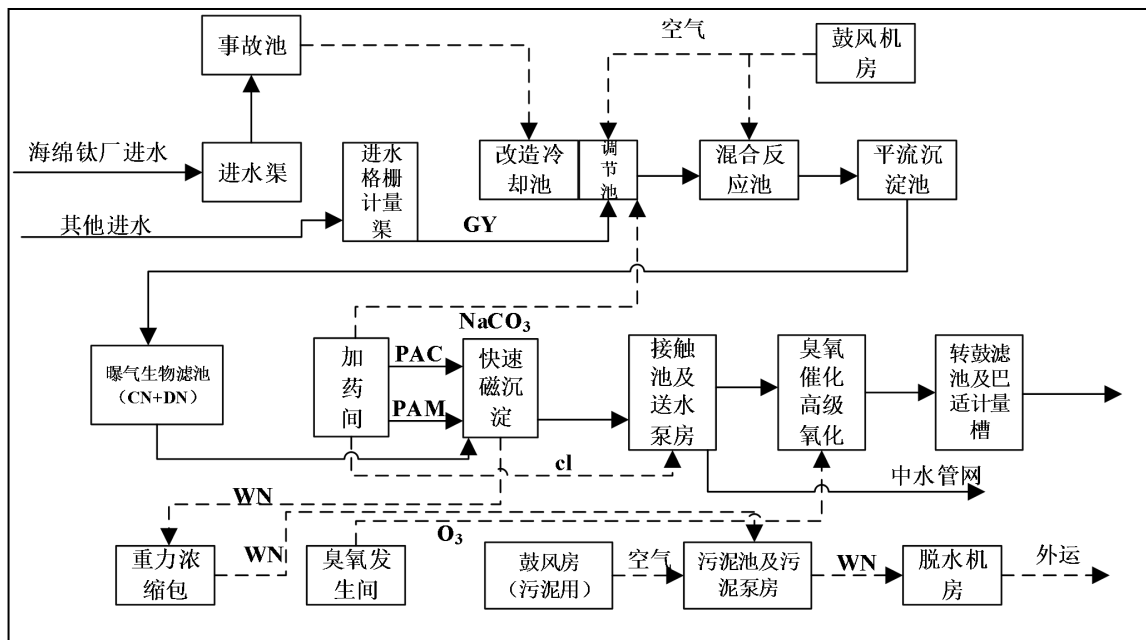 空气
事故池
鼓风机
房
海绵钛厂进水
进水渠
进水
格栅
计量
渠
改造冷
却池
调
节
池
混合反
应池
平流沉
淀池
其他进水
GY
NaCO3
曝气生物滤池
（CN+DN）
加
药
间
PAC
PAM
快速
磁沉
淀
接触
池及
送水
泵房
臭氧
催化
高级
氧化
转鼓滤
池及巴
适计量
槽
cl
中水管网
WN
WN
O3
重力浓
缩包
臭氧发
生间
鼓风房
（污泥用）
空气
污泥池及污
泥泵房
WN
脱水机
房
外运